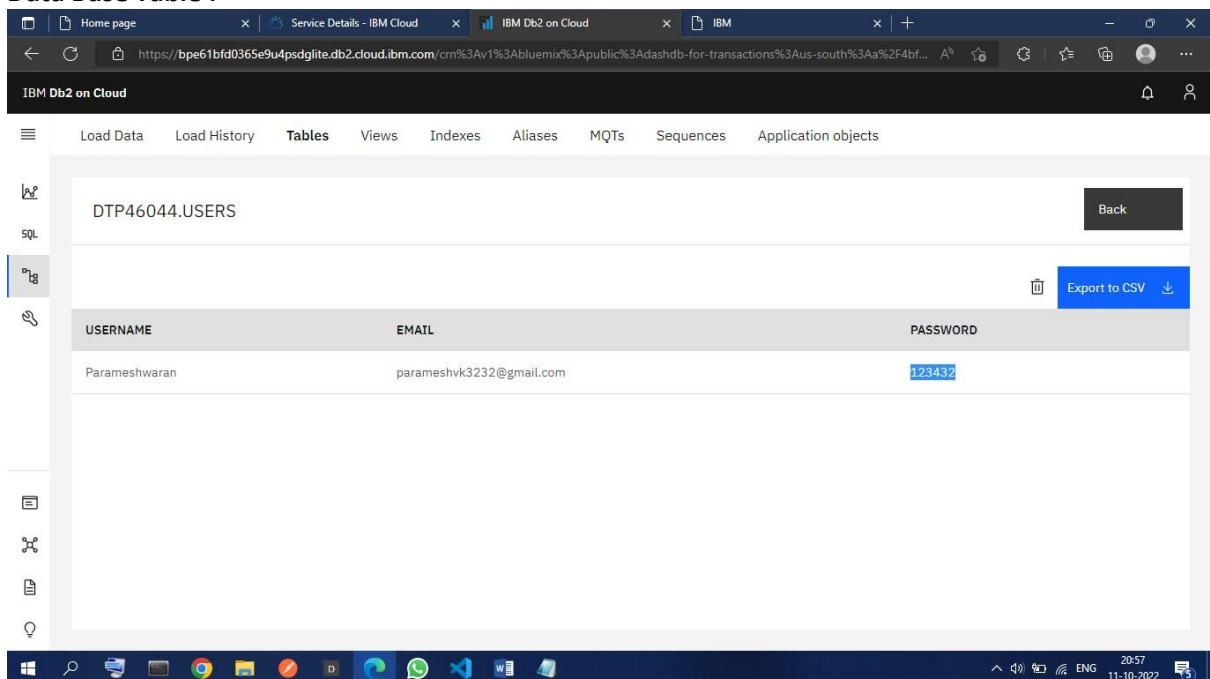 Data Base Table :
Home page
Service Details - IBM Cloud
IBM Db2 on Cloud
IBM
https://bpe61bfd0365e9u4psdglite.db2.cloud.ibm.com/crn%3Av1%3Abluemix%3Apublic%3Adashdb-for-transactions%3Aus-south%3Aa%2F4bf...
IBM Db2 on Cloud
Load Data Load History Tables Views Indexes Aliases MQTs Sequences Application objects
DTP46044.USERS
Back
SQL
Export to CSV
USERNAME EMAIL PASSWORD
Parameshwaran parameshvk3232@gmail.com 123432
ENG
20:57
11-10-2022